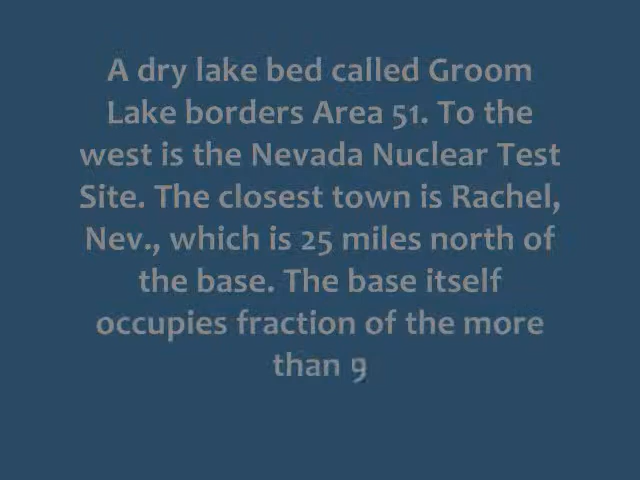 A dry lake bed called Groom
Lake borders Area 51. To the
west is the Nevada Nuclear Test
Site. The closest town is Rachel,
Nev., which is 25 miles north of
the base. The base itself
occupies fraction of the more
than 9